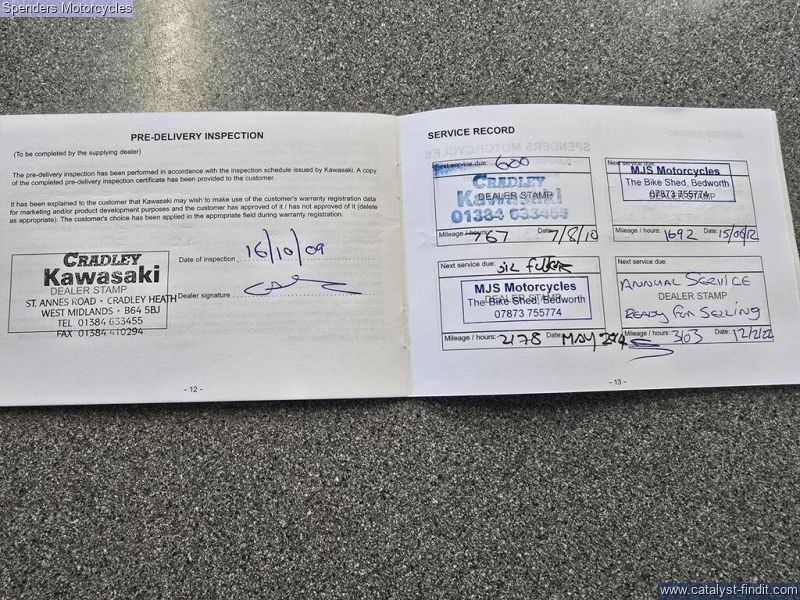 Spenders Motorcycles
PRE-DELIVERY INSPECTION
(To be completed by the supplying dealer)
The pre-delivery inspection has been performed in accordance with the inspection schedule issued by Kawasaki. A copy
of the completed pre-delivery inspection certificate has been provided to the customer.
It has been explained to the customer that Kawasaki may wish to make use of the customer's warranty registration data
for marketing and/or product development purposes and the customer has approved of it / has not approved of it (delete
as appropriate). The customer's choice has been applied in the appropriate field during warranty registration.
CRADLEY
Kawasaki
DEALER STAMP
ST. ANNES ROAD • CRADLEY HEATH
WEST MIDLANDS • B64 5BJ
TEL 01384 633455
FAX 01384 410294
Date of inspection 16/10/09
Dealer signature
- 12 -
SERVICE RECORD
Next service due: 600
CRADLEY
Kawasaki
DEALER STAMP
01384 633455
Mileage / hours: 767 Date: 7/8/10
Next service due:
MJS Motorcycles
The Bike Shed, Bedworth
07873 755774
DEALER STAMP
Mileage / hours: 1692 Date: 15/06/12
Next service due: oil
MJS Motorcycles
The Bike Shed, Bedworth
DEALER STAMP
07873 755774
Mileage / hours: 2178 Date: MAY
Next service due:
ANNUAL SERVICE
DEALER STAMP
READY FOR SELLING
Mileage / hours: 3103 Date: 12/2/22
- 13 -
www.catalyst-findit.com